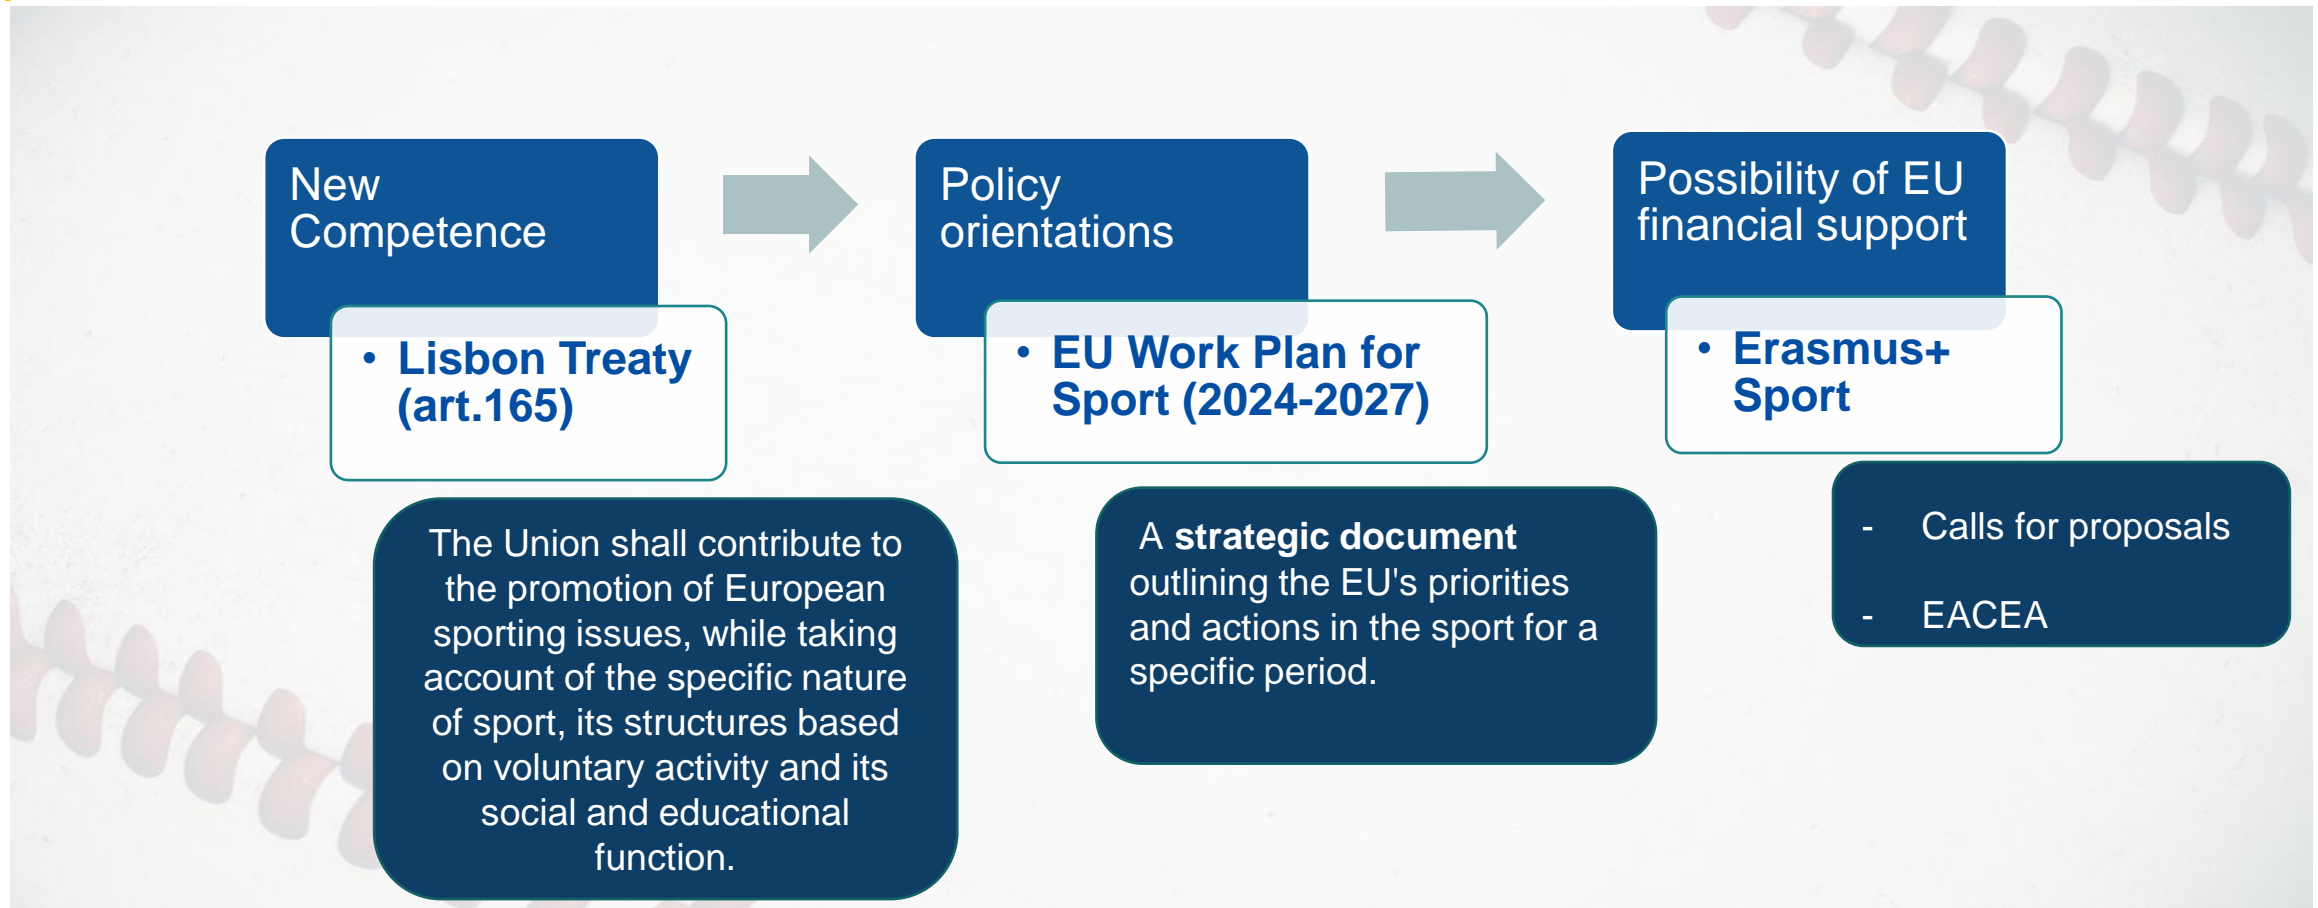 New
Competence
• Lisbon Treaty
(art.165)
The Union shall contribute to
the promotion of European
sporting issues, while taking
account of the specific nature
of sport, its structures based
on voluntary activity and its
social and educational
function.
Policy
orientations
• EU Work Plan for
Sport (2024-2027)
A strategic document
outlining the EU's priorities
and actions in the sport for a
specific period.
Possibility of EU
financial support
• Erasmus+
Sport
- Calls for proposals
- EACEA